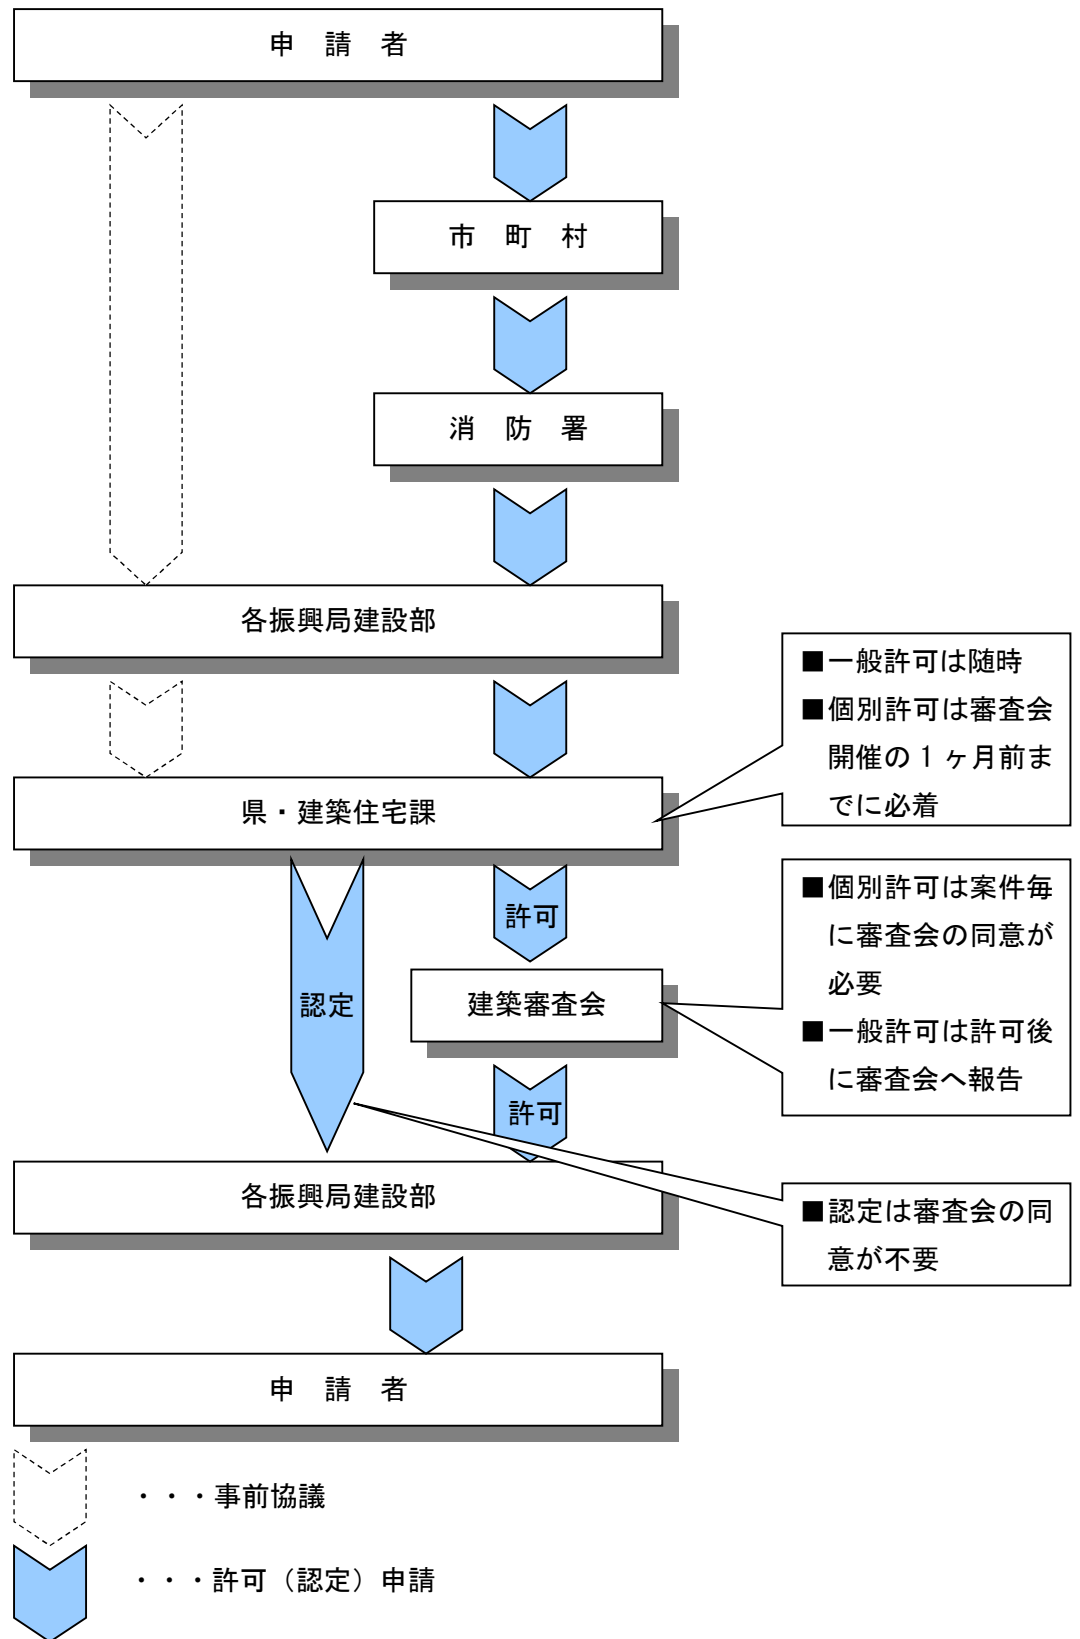 申　請　者
市　町　村
消　防　署
各振興局建設部
■一般許可は随時
■個別許可は審査会
開催の１ヶ月前ま
でに必着
県・建築住宅課
許可
■個別許可は案件毎
に審査会の同意が
必要
■一般許可は許可後
に審査会へ報告
認定
建築審査会
許可
各振興局建設部
■認定は審査会の同
意が不要
申　請　者
・・・事前協議
・・・許可（認定）申請